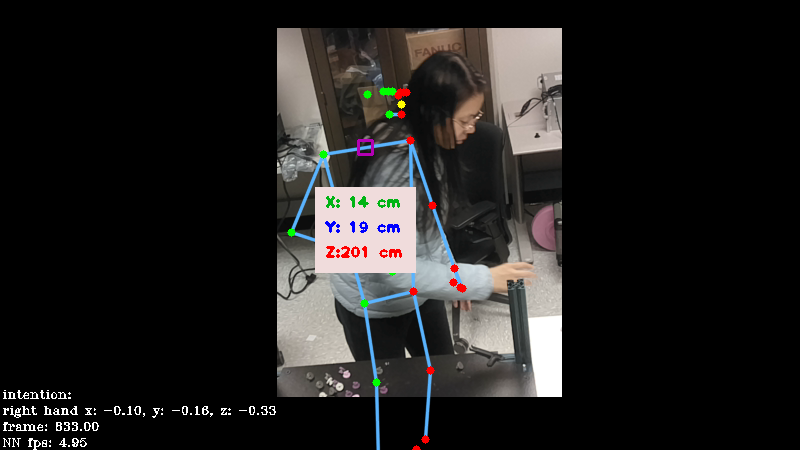 FANUC
X: 14 cm
Y: 19 cm
Z:201 cm
intention:
right hand x: -0.10, y: -0.16, z: -0.33
frame: 833.00
NN fps: 4.95